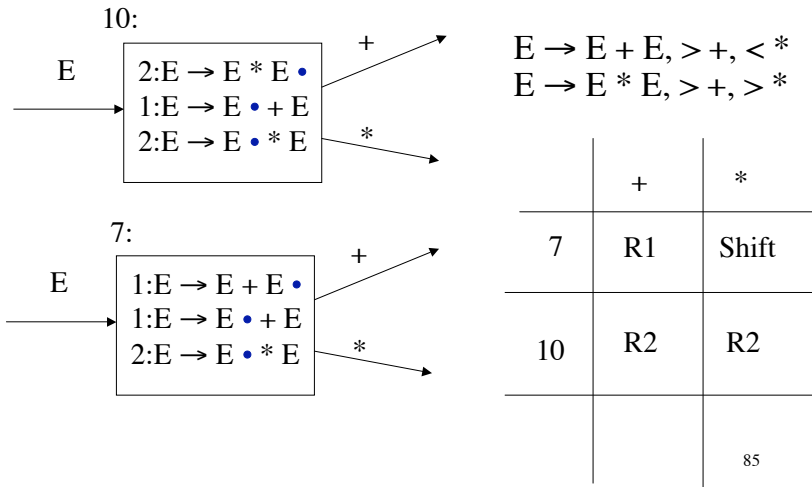 10:
E
2:E → E * E •
1:E → E • + E
2:E → E • * E
+
*
E → E + E, > +, < *
E → E * E, > +, > *
7:
E
1:E → E + E •
1:E → E • + E
2:E → E • * E
+
*
+ *
7 R1 Shift
10 R2 R2
85